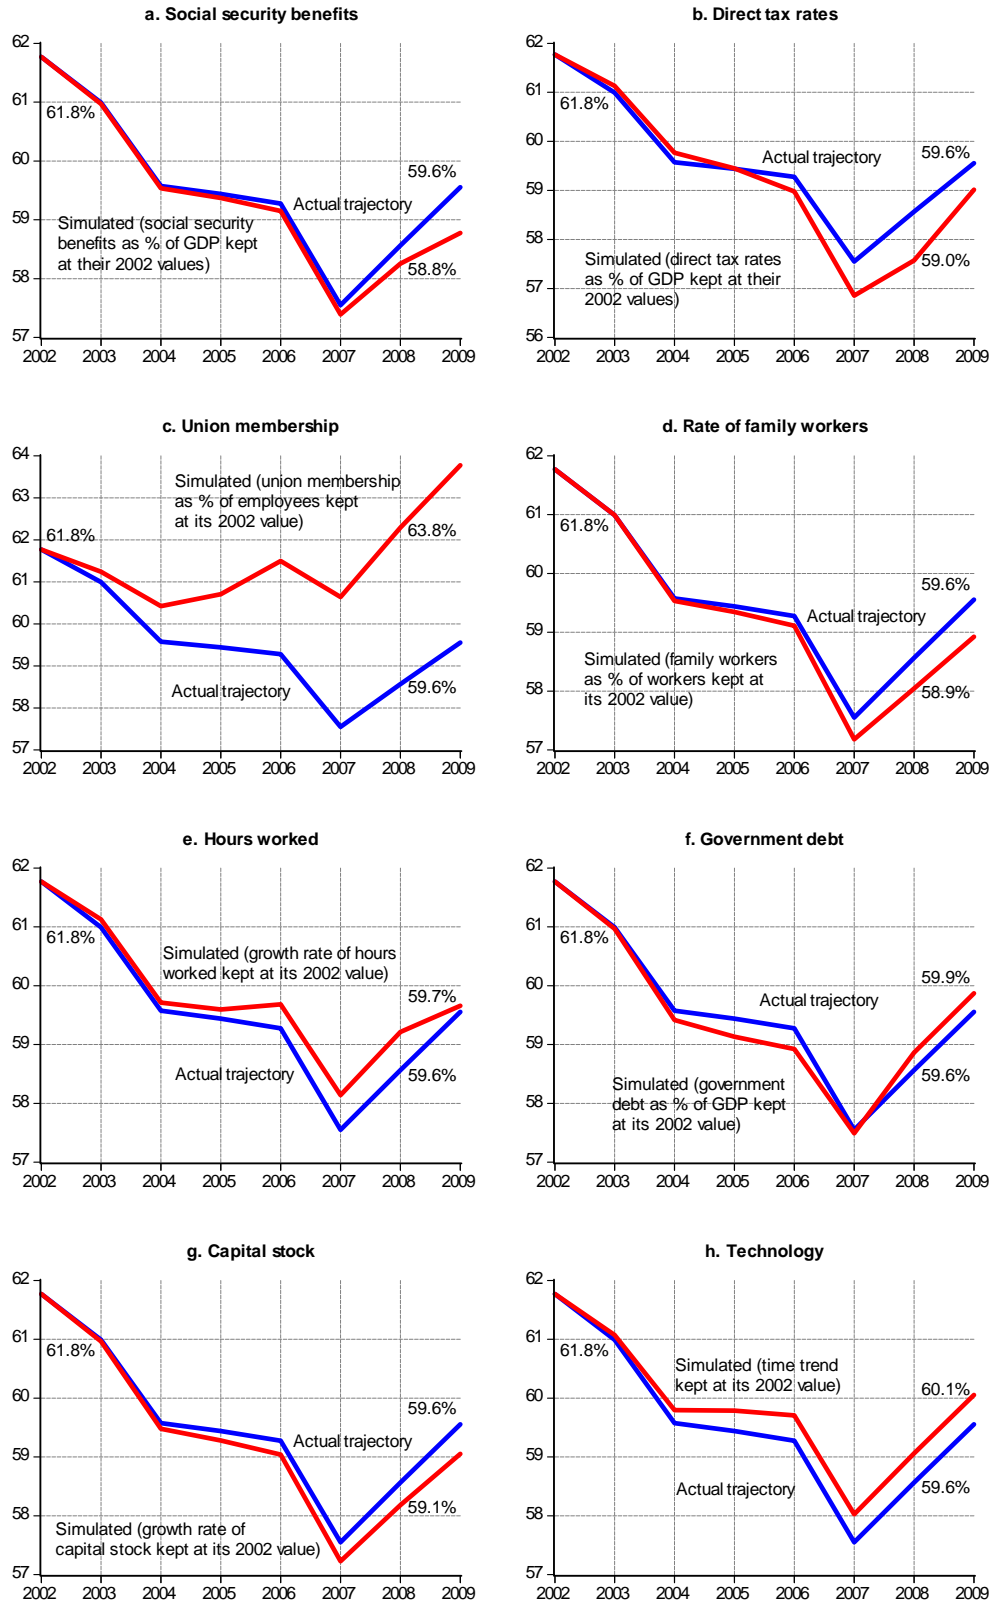 a. Social security benefits
62
61
60
59
58
57
61.8%
59.6%
Actual trajectory
Simulated (social security
benefits as % of GDP kept
at their 2002 values)
58.8%
2002 2003 2004 2005 2006 2007 2008 2009
b. Direct tax rates
62
61
60
59
58
57
56
61.8%
Actual trajectory
59.6%
Simulated (direct tax rates
as % of GDP kept at their
2002 values)
59.0%
2002 2003 2004 2005 2006 2007 2008 2009
c. Union membership
64
63
62
61
60
59
58
57
Simulated (union membership
as % of employees kept
at its 2002 value)
61.8%
63.8%
Actual trajectory
59.6%
2002 2003 2004 2005 2006 2007 2008 2009
d. Rate of family workers
62
61
60
59
58
57
61.8%
59.6%
Actual trajectory
Simulated (family workers
as % of workers kept at
its 2002 value)
58.9%
2002 2003 2004 2005 2006 2007 2008 2009
e. Hours worked
62
61
60
59
58
57
61.8%
Simulated (growth rate of hours
worked kept at its 2002 value)
59.7%
Actual trajectory
59.6%
2002 2003 2004 2005 2006 2007 2008 2009
f. Government debt
62
61
60
59
58
57
61.8%
59.9%
Actual trajectory
Simulated (government
debt as % of GDP kept
at its 2002 value)
59.6%
2002 2003 2004 2005 2006 2007 2008 2009
g. Capital stock
62
61
60
59
58
57
61.8%
59.6%
Actual trajectory
59.1%
Simulated (growth rate of
capital stock kept at its 2002 value)
2002 2003 2004 2005 2006 2007 2008 2009
h. Technology
62
61
60
59
58
57
61.8%
Simulated (time trend
kept at its 2002 value)
60.1%
Actual trajectory
59.6%
2002 2003 2004 2005 2006 2007 2008 2009